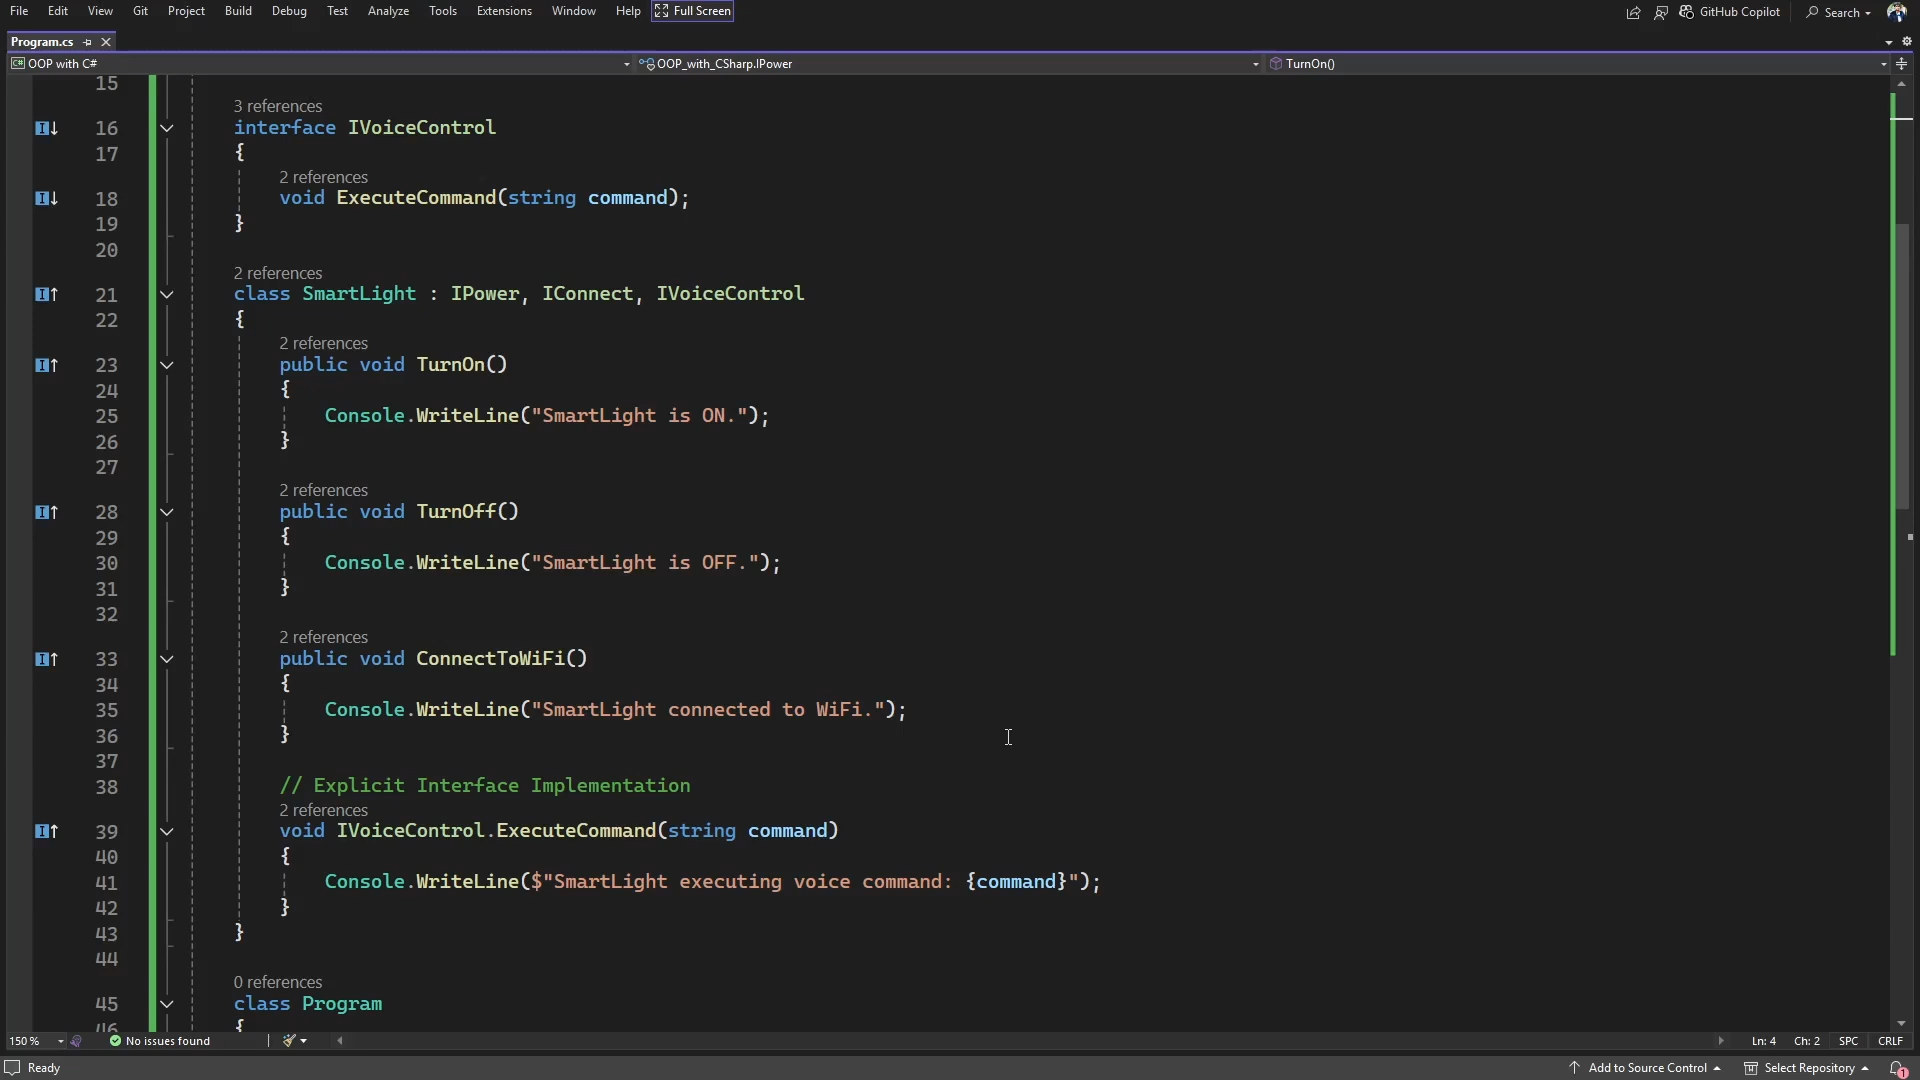 File Edit View Git Project Build Debug Test Analyze Tools Extensions Window Help Full Screen GitHub Copilot Search
Program.cs
OOP with C# OOP_with_CSharp.IPower TurnOn()
15
3 references
16 interface IVoiceControl
17 {
2 references
18 void ExecuteCommand(string command);
19 }
20
2 references
21 class SmartLight : IPower, IConnect, IVoiceControl
22 {
2 references
23 public void TurnOn()
24 {
25 Console.WriteLine("SmartLight is ON.");
26 }
27
2 references
28 public void TurnOff()
29 {
30 Console.WriteLine("SmartLight is OFF.");
31 }
32
2 references
33 public void ConnectToWiFi()
34 {
35 Console.WriteLine("SmartLight connected to WiFi.");
36 }
37
38 // Explicit Interface Implementation
2 references
39 void IVoiceControl.ExecuteCommand(string command)
40 {
41 Console.WriteLine($"SmartLight executing voice command: {command}");
42 }
43 }
44
0 references
45 class Program
46 {
150 % No issues found Ln: 4 Ch: 2 SPC CRLF
Ready Add to Source Control Select Repository 1